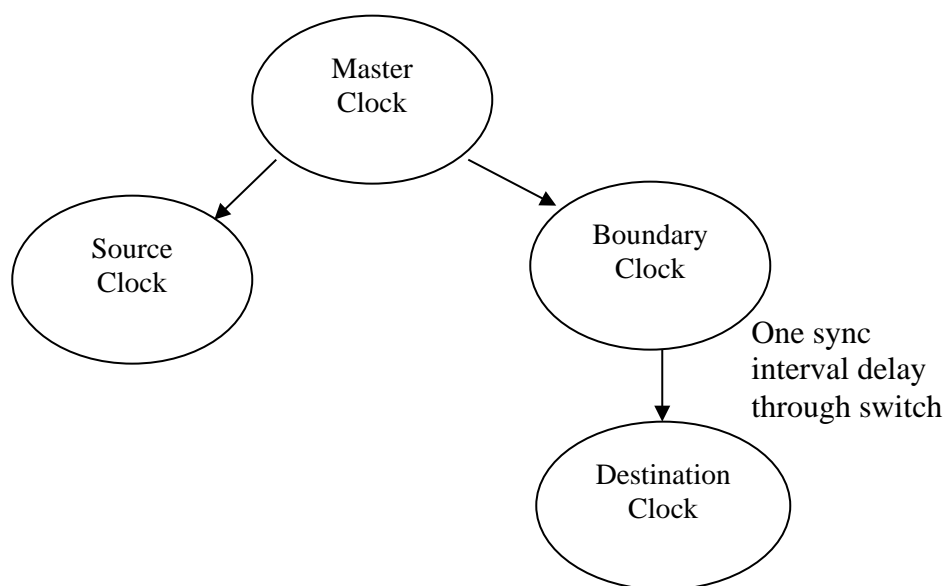 Master
Clock
Source
Clock
Boundary
Clock
One sync
interval delay
through switch
Destination
Clock